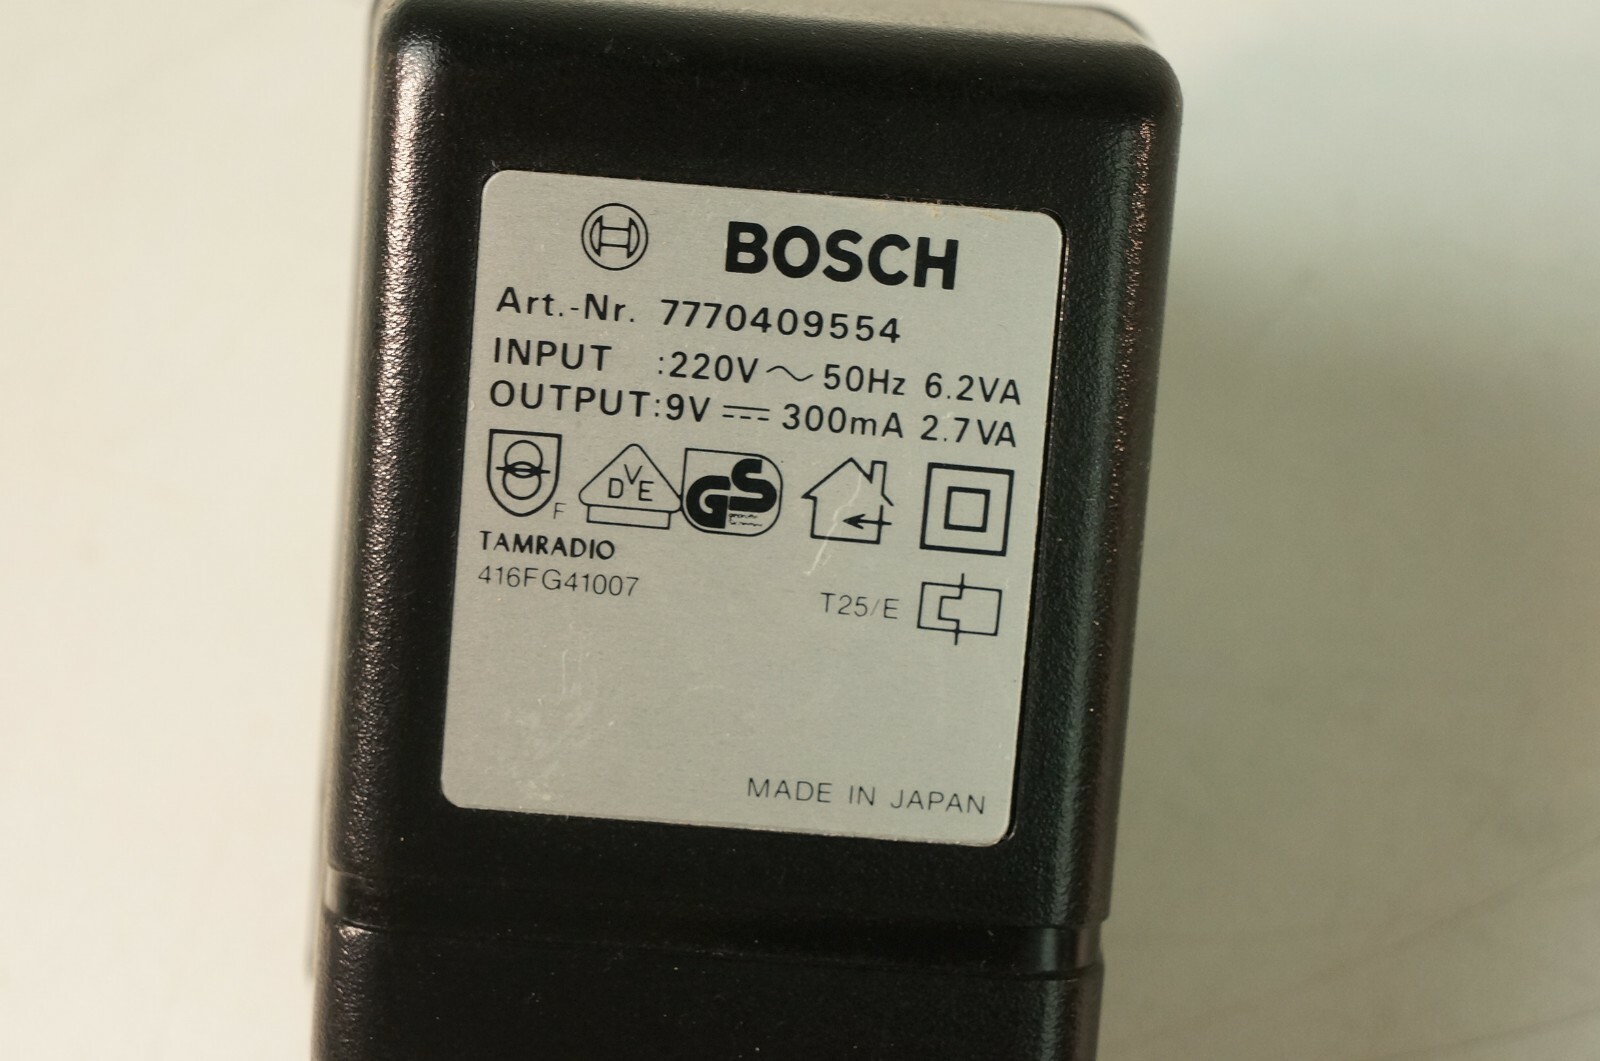 BOSCH
Art.-Nr. 7770409554
INPUT :220V ~ 50Hz 6.2VA
OUTPUT:9V ⎓ 300mA 2.7VA
F
DVE
GS
TAMRADIO
416FG41007
T25/E
MADE IN JAPAN